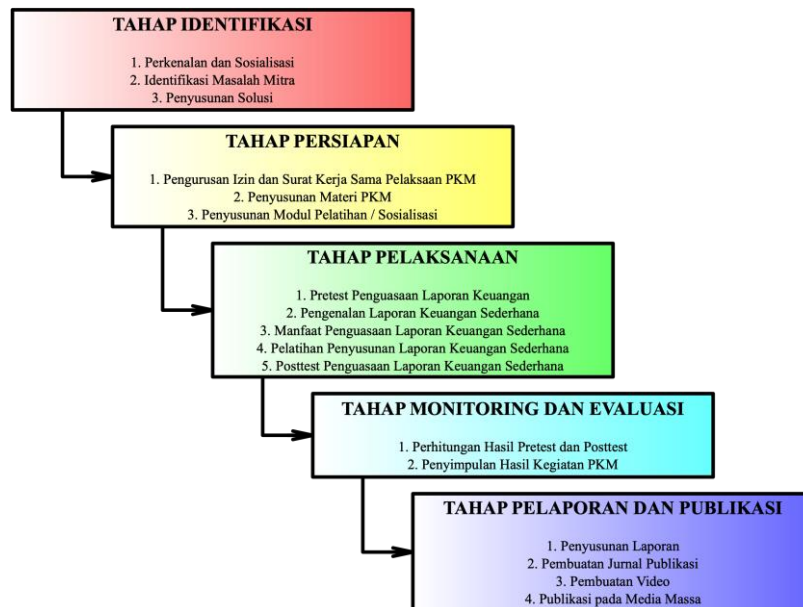 TAHAP IDENTIFIKASI
1. Perkenalan dan Sosialisasi
2. Identifikasi Masalah Mitra
3. Penyusunan Solusi
TAHAP PERSIAPAN
1. Pengurusan Izin dan Surat Kerja Sama Pelaksaan PKM
2. Penyusunan Materi PKM
3. Penyusunan Modul Pelatihan / Sosialisasi
TAHAP PELAKSANAAN
1. Pretest Penguasaan Laporan Keuangan
2. Pengenalan Laporan Keuangan Sederhana
3. Manfaat Penguasaan Laporan Keuangan Sederhana
4. Pelatihan Penyusunan Laporan Keuangan Sederhana
5. Posttest Penguasaan Laporan Keuangan Sederhana
TAHAP MONITORING DAN EVALUASI
1. Perhitungan Hasil Pretest dan Posttest
2. Penyimpulan Hasil Kegiatan PKM
TAHAP PELAPORAN DAN PUBLIKASI
1. Penyusunan Laporan
2. Pembuatan Jurnal Publikasi
3. Pembuatan Video
4. Publikasi pada Media Massa